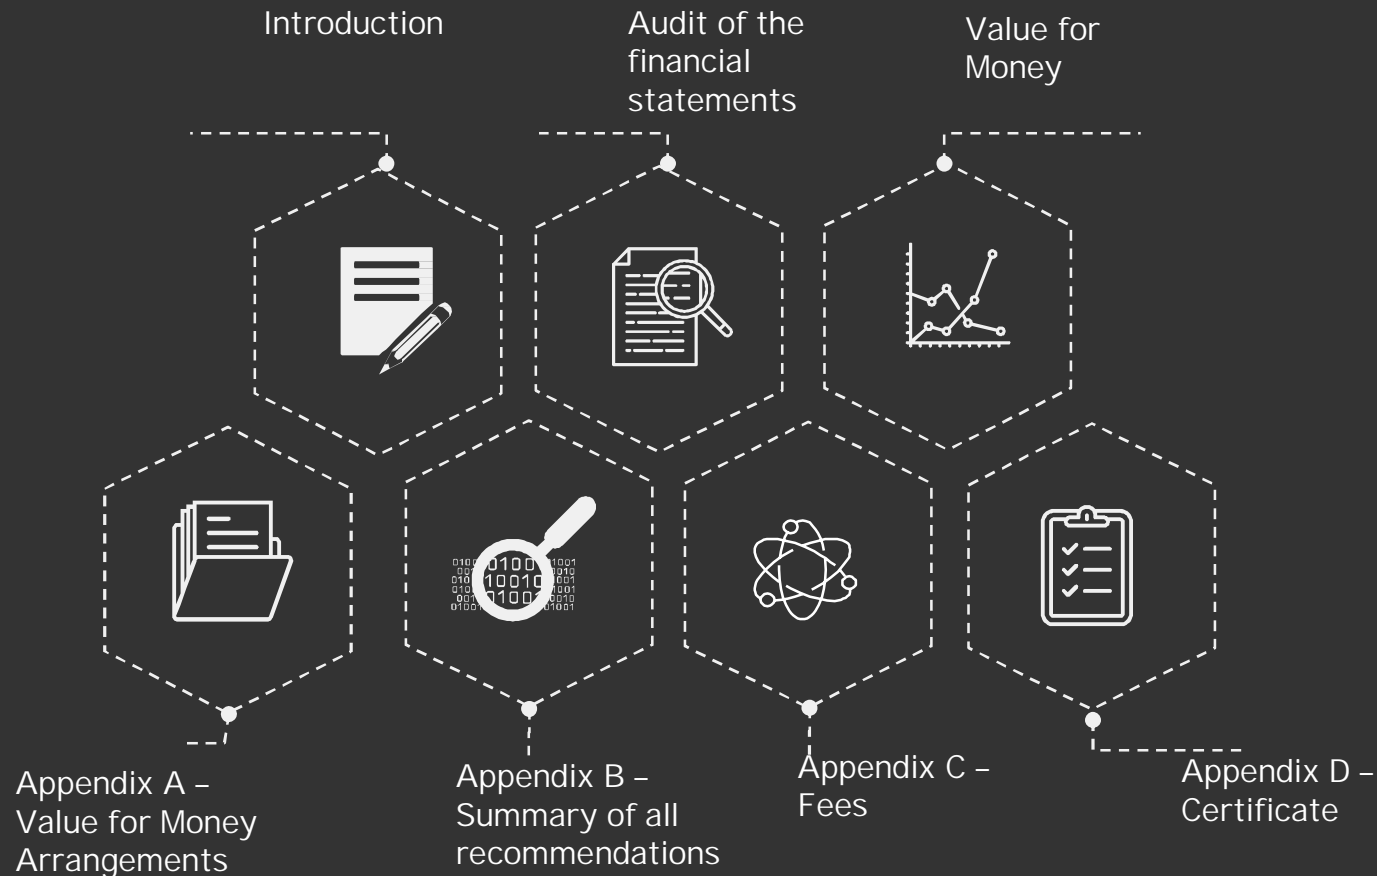 Introduction
Audit of the
financial
statements
Value for
Money
Appendix A –
Value for Money
Arrangements
Appendix B –
Summary of all
recommendations
Appendix C –
Fees
Appendix D –
Certificate